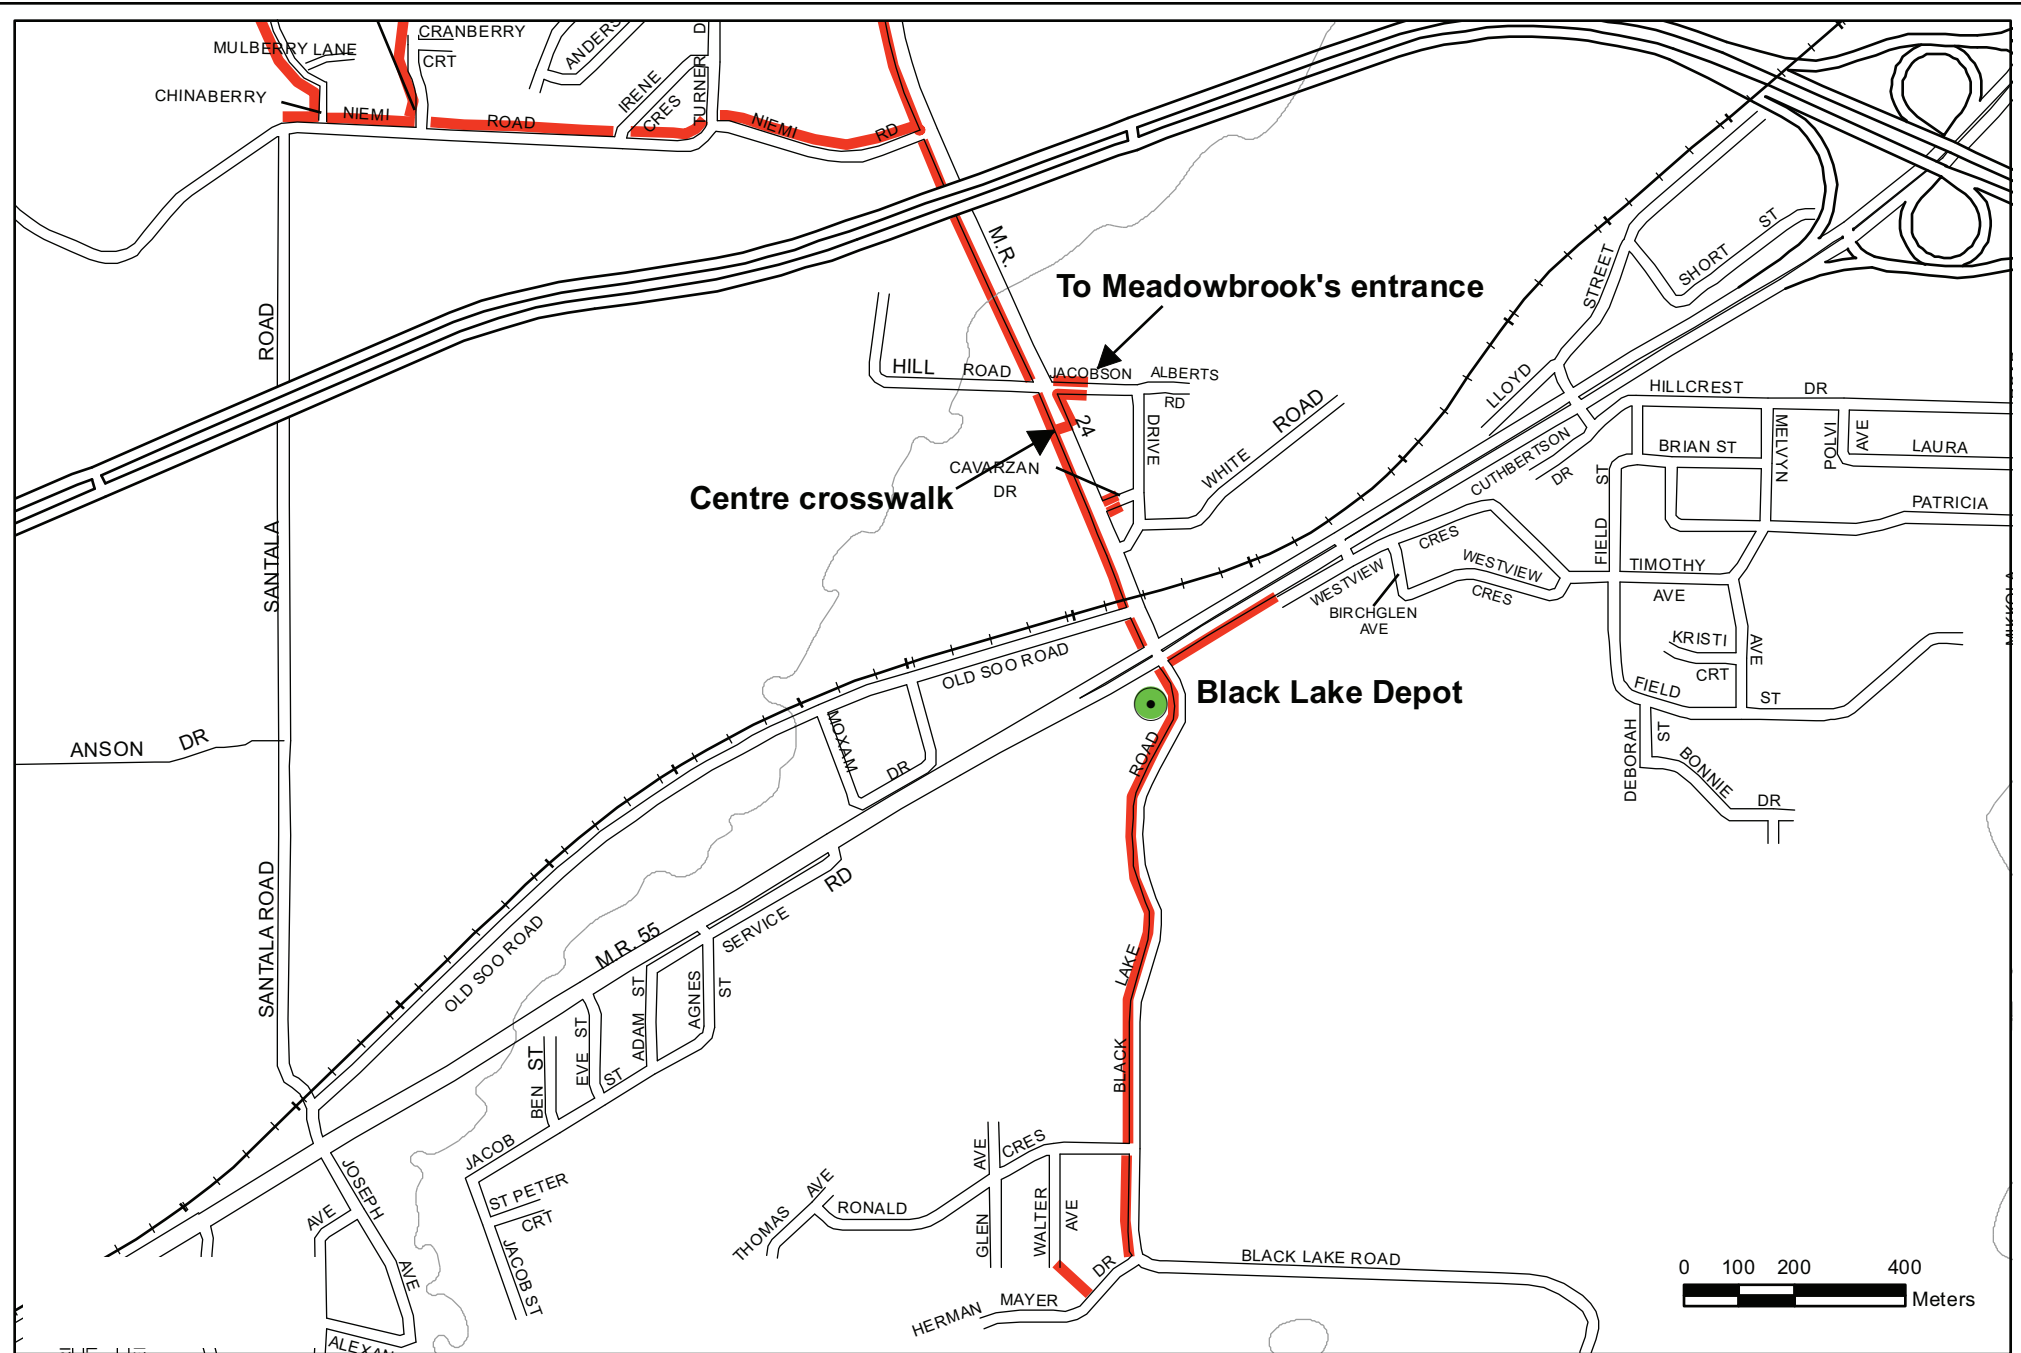 CRANBERRY
CRT
MULBERRY LANE
ANDERS
CHINABERRY
NIEMI
ROAD
IRENE
CRES
TURNER D
NIEMI
RD
M.R.
To Meadowbrook's entrance
HILL
ROAD
JACOBSON
ALBERTS
RD
24
DRIVE
WHITE
ROAD
CAVARZAN
DR
Centre crosswalk
STREET
LLOYD
SHORT
ST
HILLCREST
DR
BRIAN ST
MELVYN
POLVI
AVE
LAURA
PATRICIA
CUTHBERTSON
DR
ST
FIELD
CRES
WESTVIEW
WESTVIEW
CRES
BIRCHGLEN
AVE
TIMOTHY
AVE
KRISTI
CRT
AVE
FIELD
ST
DEBORAH
ST
BONNIE
DR
ROAD
SANTALA
SANTALA ROAD
ANSON
DR
OLD SOO ROAD
MOXAM
DR
Black Lake Depot
ROAD
LAKE
BLACK
OLD SOO ROAD
M.R. 55
SERVICE
RD
BEN ST
EVE ST
ADAM ST
AGNES
ST
JACOB
ST
ST PETER
CRT
JACOB ST
JOSEPH
AVE
AVE
THOMAS
AVE
RONALD
CRES
AVE
GLEN
WALTER
AVE
HERMAN
MAYER
DR
BLACK LAKE ROAD
0 100 200 400
Meters